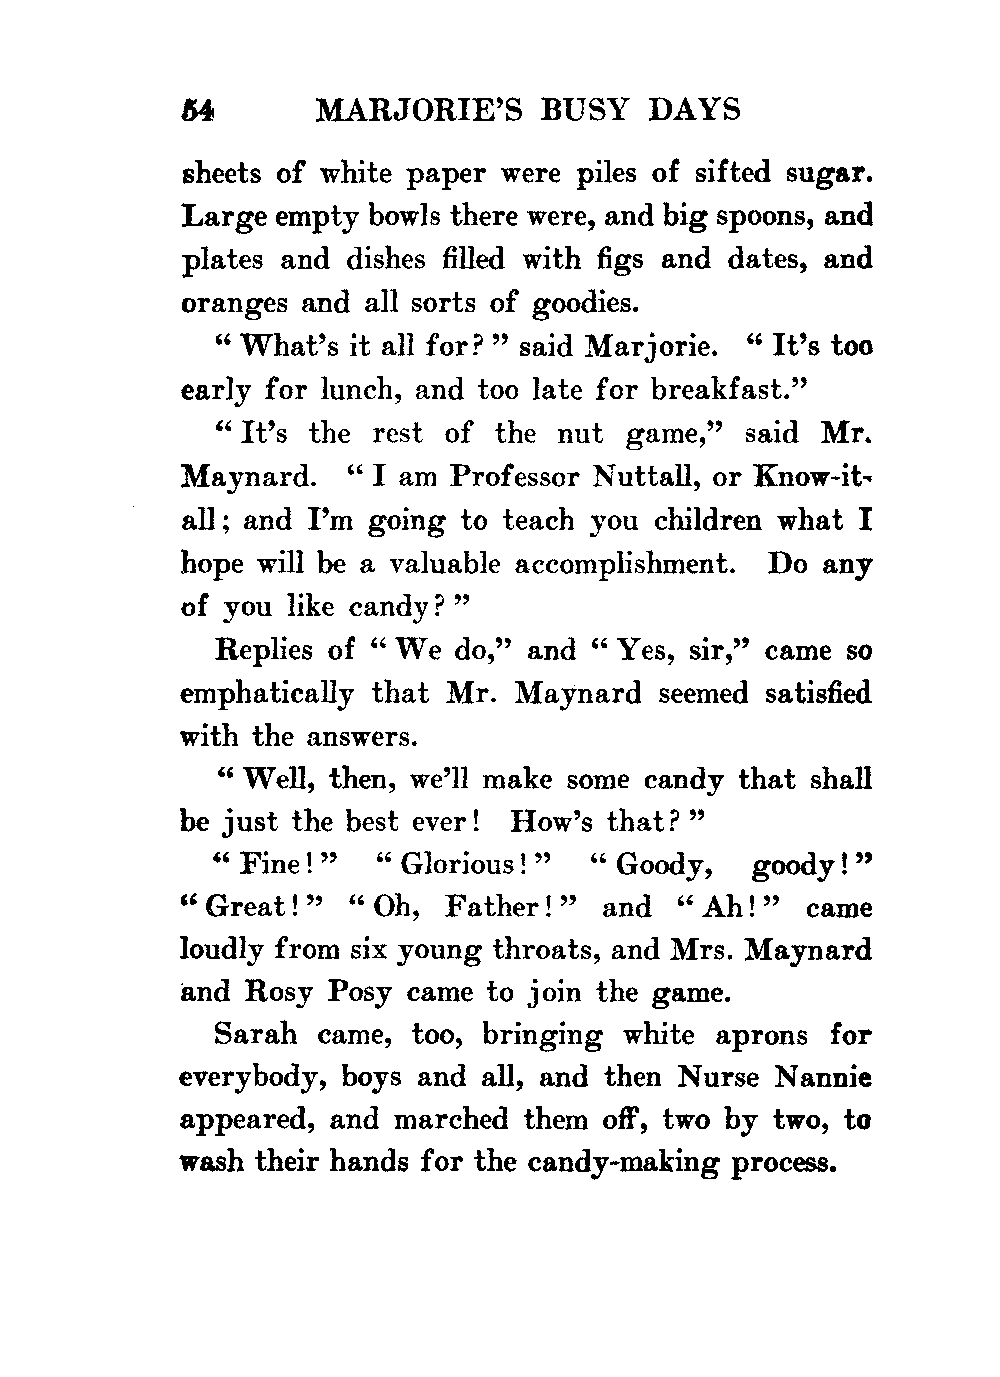 54 MARJORIE'S BUSY DAYS
sheets of white paper were piles of sifted sugar.
Large empty bowls there were, and big spoons, and
plates and dishes filled with figs and dates, and
oranges and all sorts of goodies.
“ What's it all for? ” said Marjorie. “ It's too
early for lunch, and too late for breakfast.”
“ It's the rest of the nut game,” said Mr.
Maynard. “ I am Professor Nuttall, or Know-it-
all; and I'm going to teach you children what I
hope will be a valuable accomplishment. Do any
of you like candy? ”
Replies of “ We do,” and “ Yes, sir,” came so
emphatically that Mr. Maynard seemed satisfied
with the answers.
“ Well, then, we'll make some candy that shall
be just the best ever! How's that? ”
“ Fine! ” “ Glorious! ” “ Goody, goody! ”
“ Great! ” “ Oh, Father! ” and “ Ah! ” came
loudly from six young throats, and Mrs. Maynard
and Rosy Posy came to join the game.
Sarah came, too, bringing white aprons for
everybody, boys and all, and then Nurse Nannie
appeared, and marched them off, two by two, to
wash their hands for the candy-making process.